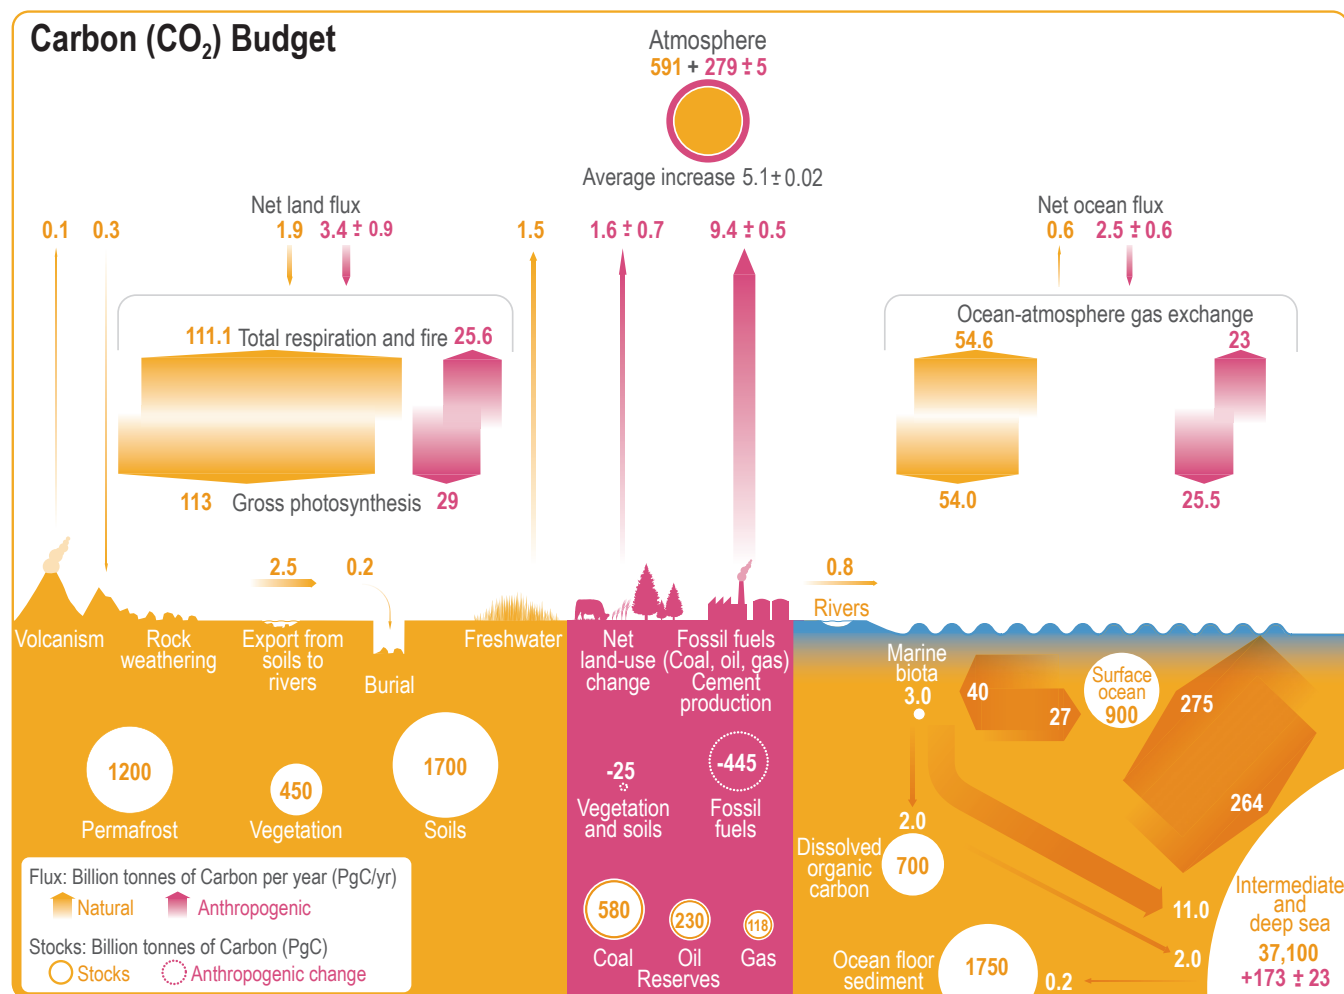 Carbon (CO₂) Budget
Atmosphere
591 + 279 ± 5
Average increase 5.1 ± 0.02
Net land flux
Net ocean flux
0.1
0.3
1.9
3.4 ± 0.9
1.5
1.6 ± 0.7
9.4 ± 0.5
0.6
2.5 ± 0.6
Ocean-atmosphere gas exchange
111.1 Total respiration and fire 25.6
54.6
23
113 Gross photosynthesis 29
54.0
25.5
2.5
0.2
0.8
Rivers
Volcanism
Rock
weathering
Export from
soils to
rivers
Burial
Freshwater
Net
land-use
change
Fossil fuels
(Coal, oil, gas)
Cement
production
Marine
biota
3.0
40
27
Surface
ocean
900
275
264
1200
Permafrost
450
Vegetation
1700
Soils
-25
Vegetation
and soils
-445
Fossil
fuels
2.0
Dissolved
organic
carbon
700
11.0
2.0
Intermediate
and
deep sea
37,100
+173 ± 23
580
Coal
230
Oil
118
Gas
Reserves
Ocean floor
sediment
1750
0.2
Flux: Billion tonnes of Carbon per year (PgC/yr)
Natural
Anthropogenic
Stocks: Billion tonnes of Carbon (PgC)
Stocks
Anthropogenic change